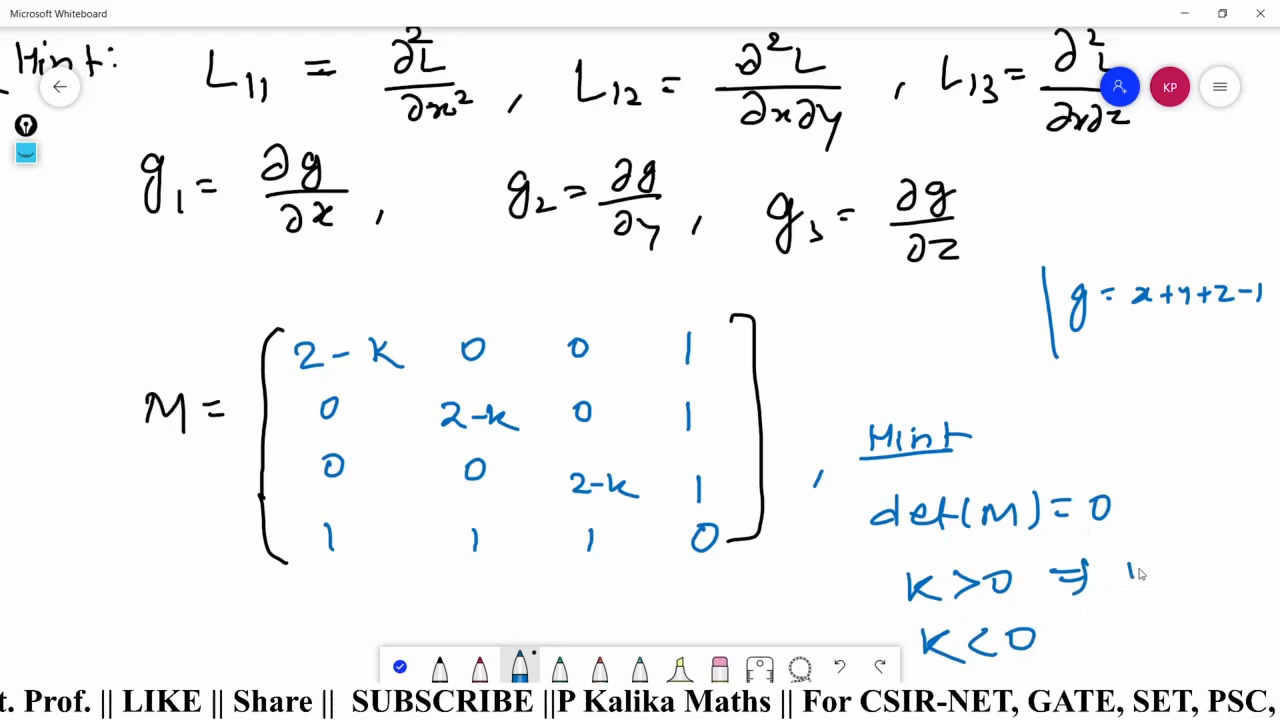 Microsoft Whiteboard
Hint: L₁₁ = ∂²L/∂x², L₁₂ = ∂²L/∂x∂y, L₁₃ = ∂²L/∂x∂z
KP
g₁ = ∂g/∂x, g₂ = ∂g/∂y, g₃ = ∂g/∂z
g = x+y+z-1
M = [2-k 0 0 1
0 2-k 0 1
0 0 2-k 1
1 1 1 0],
Hint
det(M) = 0
k>0 ⇒
k<0
t. Prof. || LIKE || Share || SUBSCRIBE ||P Kalika Maths || For CSIR-NET, GATE, SET, PSC,